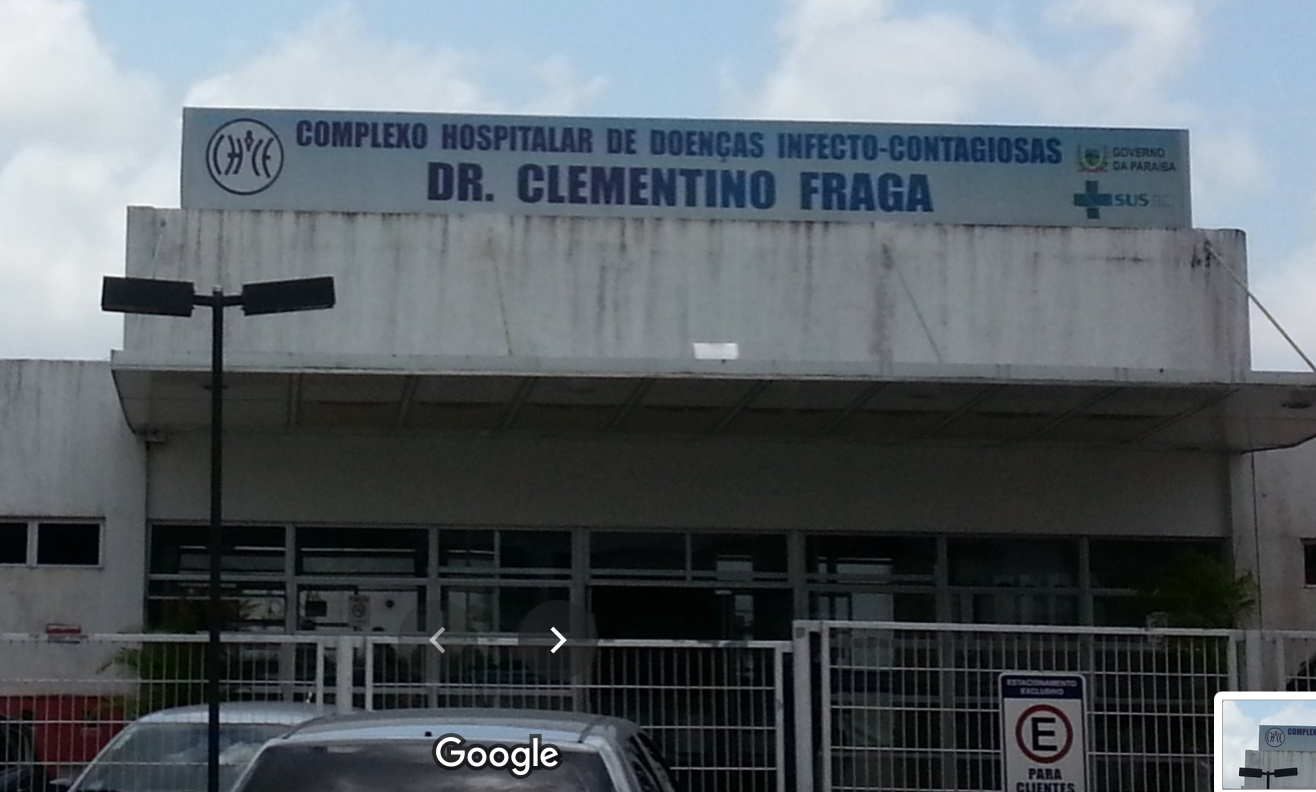 COMPLEXO HOSPITALAR DE DOENÇAS INFECTO-CONTAGIOSAS
DR. CLEMENTINO FRAGA
GOVERNO
DA PARAÍBA
SUS
ESTACIONAMENTO
EXCLUSIVO
E
PARA
CLIENTES
Google